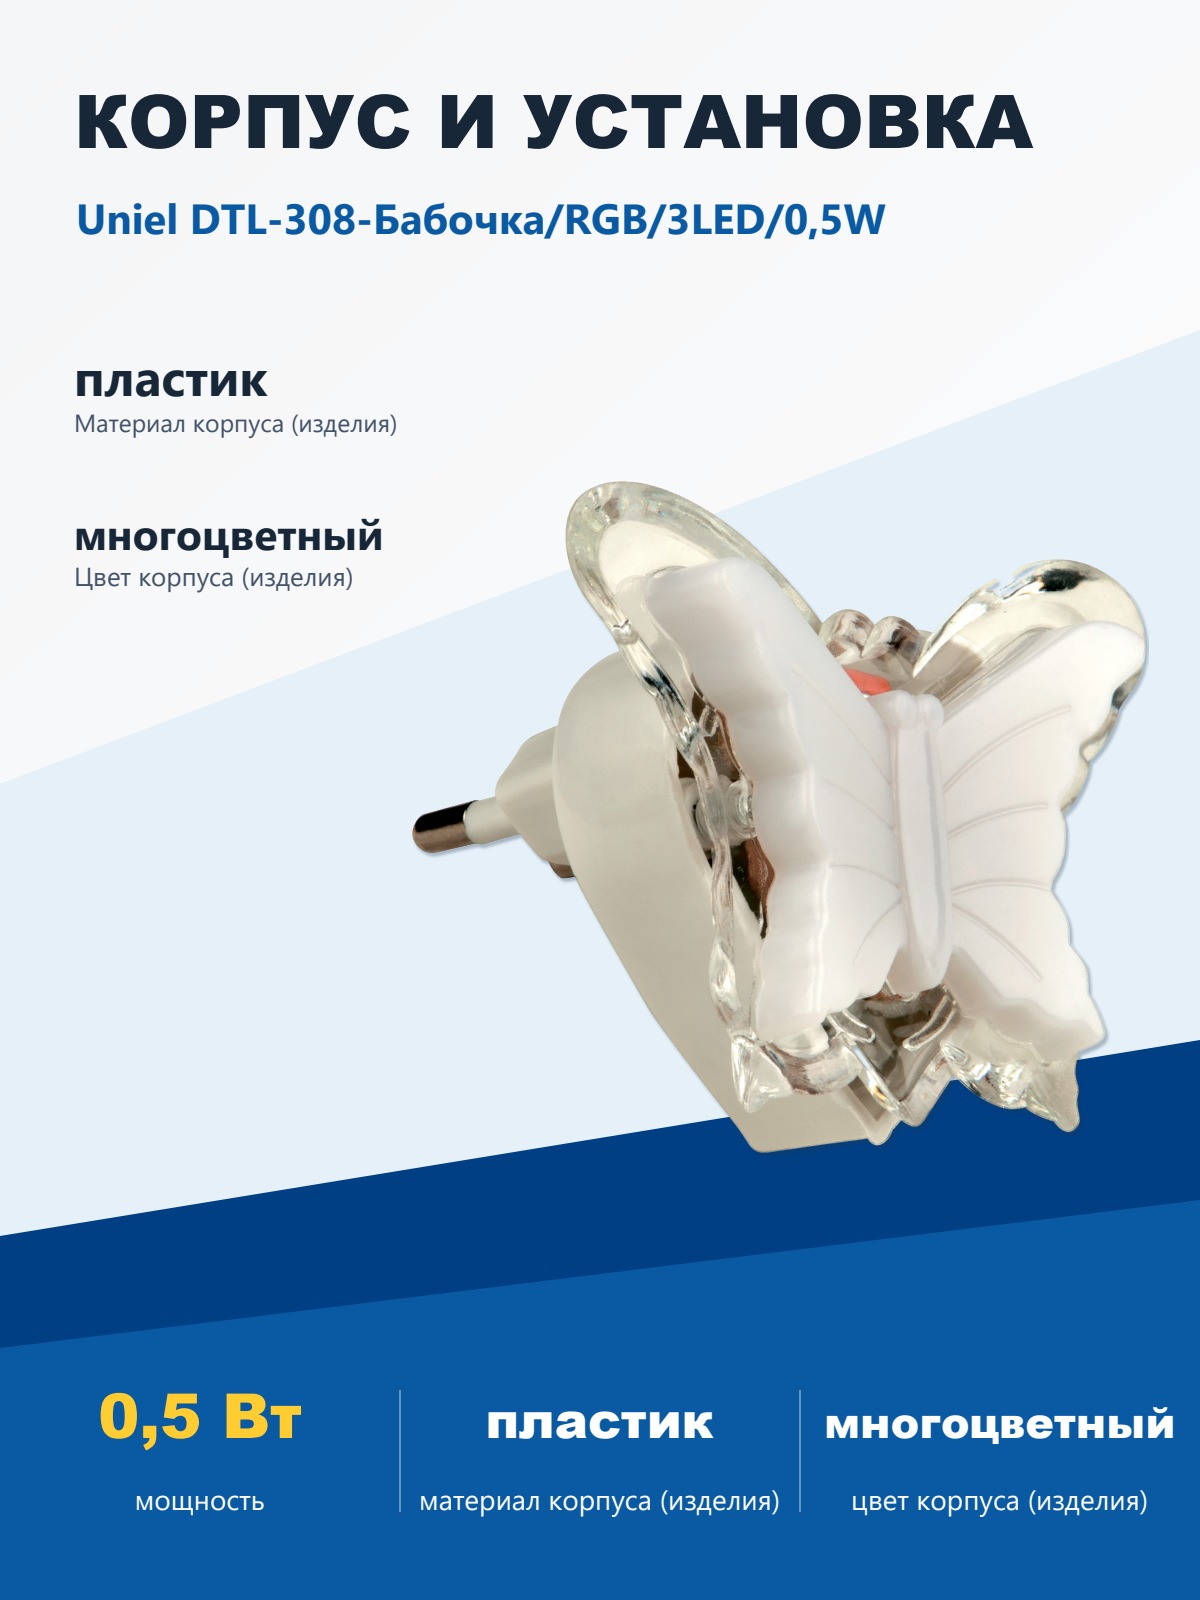 КОРПУС И УСТАНОВКА
Uniel DTL-308-Бабочка/RGB/3LED/0,5W
пластик
Материал корпуса (изделия)
многоцветный
Цвет корпуса (изделия)
0,5 Вт
мощность
пластик
материал корпуса (изделия)
многоцветный
цвет корпуса (изделия)